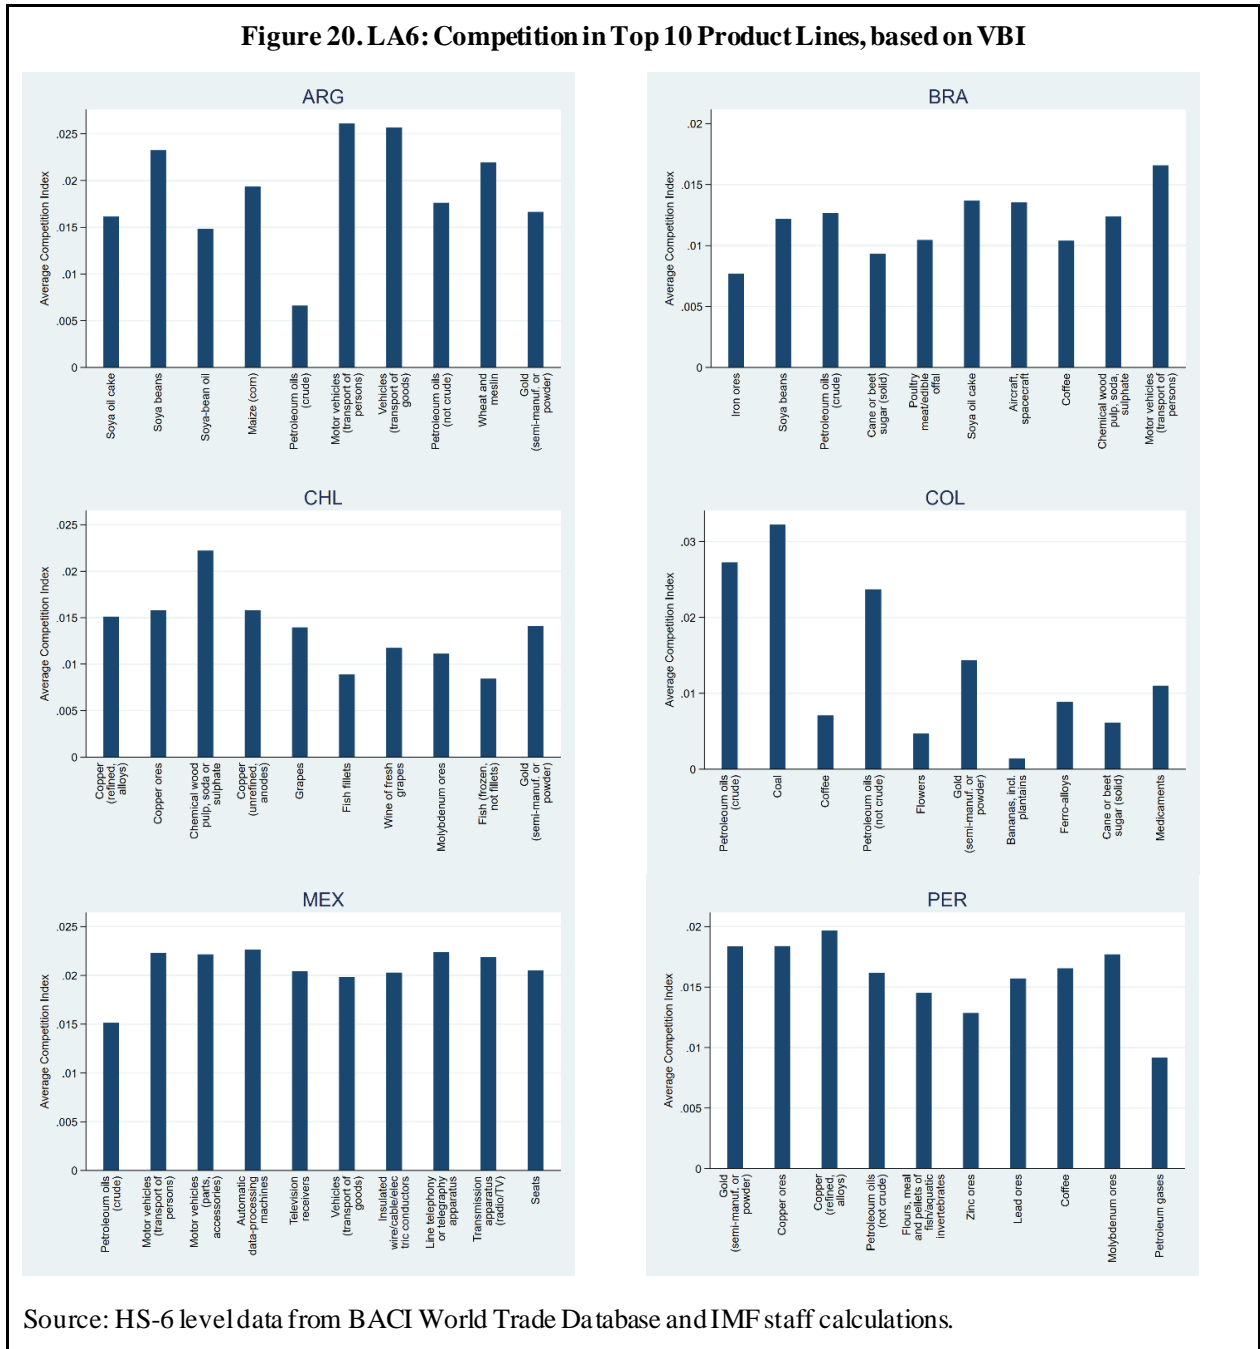 Figure 20. LA6: Competition in Top 10 Product Lines, based on VBI
ARG
Average Competition Index
.025
.02
.015
.01
.005
0
Soya oil cake
Soya beans
Soya-bean oil
Maize (corn)
Petroleoum oils
(crude)
Motor vehicles
(transport of
persons)
Vehicles
(transport of
goods)
Petroleoum oils
(not crude)
Wheat and
meslin
Gold
(semi-manuf. or
powder)
BRA
Average Competition Index
.02
.015
.01
.005
0
Iron ores
Soya beans
Petroleoum oils
(crude)
Cane or beet
sugar (solid)
Poultry
meat/edible
offal
Soya oil cake
Aircraft,
spacecraft
Coffee
Chemical wood
pulp, soda,
sulphate
Motor vehicles
(transport of
persons)
CHL
Average Competition Index
.025
.02
.015
.01
.005
0
Copper
(refined,
alloys)
Copper ores
Chemical wood
pulp, soda or
sulphate
Copper
(unrefined,
anodes)
Grapes
Fish fillets
Wine of fresh
grapes
Molybdenum ores
Fish (frozen,
not fillets)
Gold
(semi-manuf. or
powder)
COL
Average Competition Index
.03
.02
.01
0
Petroleoum oils
(crude)
Coal
Coffee
Petroleoum oils
(not crude)
Flowers
Gold
(semi-manuf. or
powder)
Bananas, incl.
plantains
Ferro-alloys
Cane or beet
sugar (solid)
Medicaments
MEX
Average Competition Index
.025
.02
.015
.01
.005
0
Petroleoum oils
(crude)
Motor vehicles
(transport of
persons)
Motor vehicles
(parts,
accessories)
Automatic
data-processing
machines
Television
receivers
Vehicles
(transport of
goods)
Insulated
wire/cable/elec
tric conductors
Line telephony
or telegraphy
apparatus
Transmission
apparatus
(radio/TV)
Seats
PER
Average Competition Index
.02
.015
.01
.005
0
Gold
(semi-manuf. or
powder)
Copper ores
Copper
(refined,
alloys)
Petroleoum oils
(not crude)
Flours, meal
and pellets of
fish/aquatic
invertebrates
Zinc ores
Lead ores
Coffee
Molybdenum ores
Petroleum gases
Source: HS-6 level data from BACI World Trade Database and IMF staff calculations.